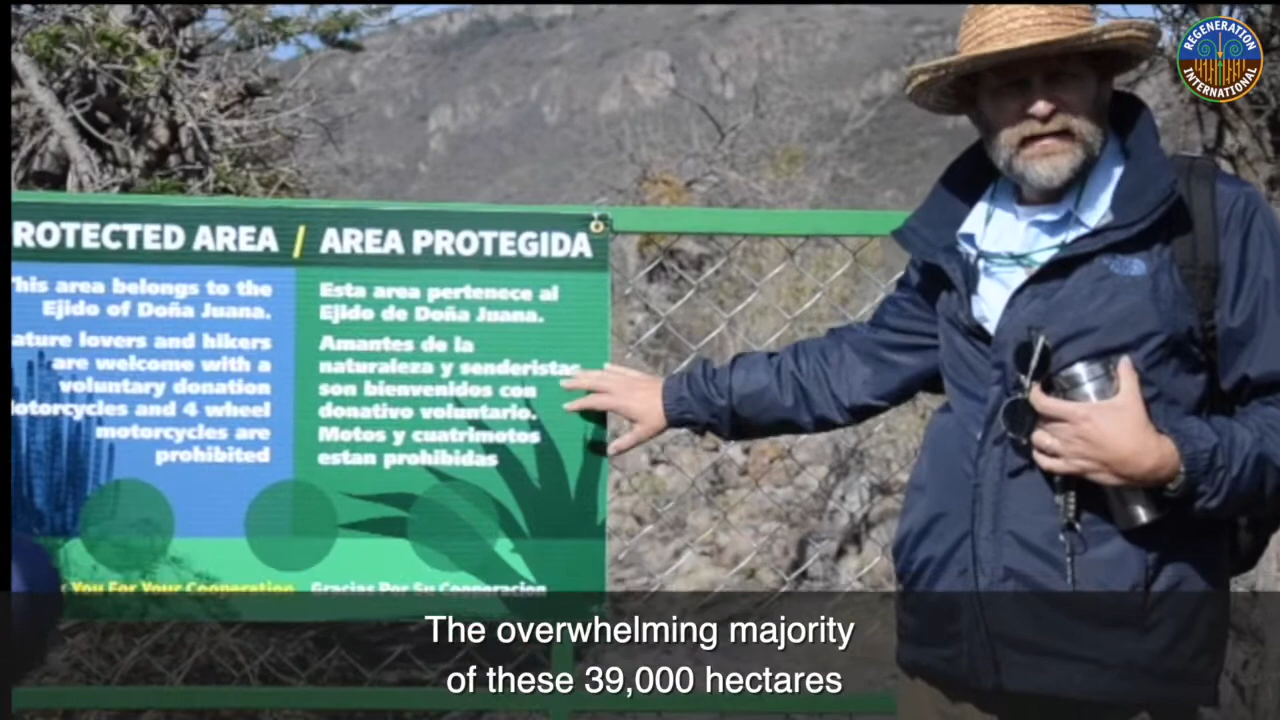 REGENERATION
INTERNATIONAL
ROTECTED AREA / AREA PROTEGIDA
his area belongs to the
Ejido of Doña Juana.
ature lovers and hikers
are welcome with a
voluntary donation
otorcycles and 4 wheel
motorcycles are
prohibited
Esta area pertenece al
Ejido de Doña Juana.
Amantes de la
naturaleza y senderistas
son bienvenidos con
donativo voluntario.
Motos y cuatrimotos
estan prohibidas
You For Your Cooperation
Gracias Por Su Cooperacion
The overwhelming majority
of these 39,000 hectares